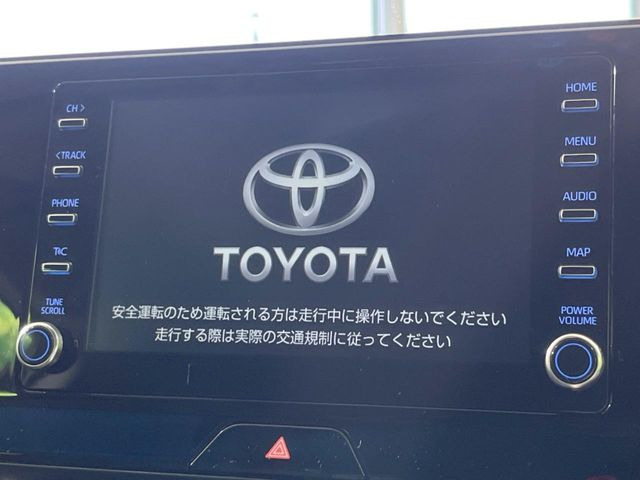 CH >
< TRACK
PHONE
T&C
TUNE
SCROLL
HOME
MENU
AUDIO
MAP
POWER
VOLUME
TOYOTA
安全運転のため運転される方は走行中に操作しないでください
走行する際は実際の交通規制に従ってください